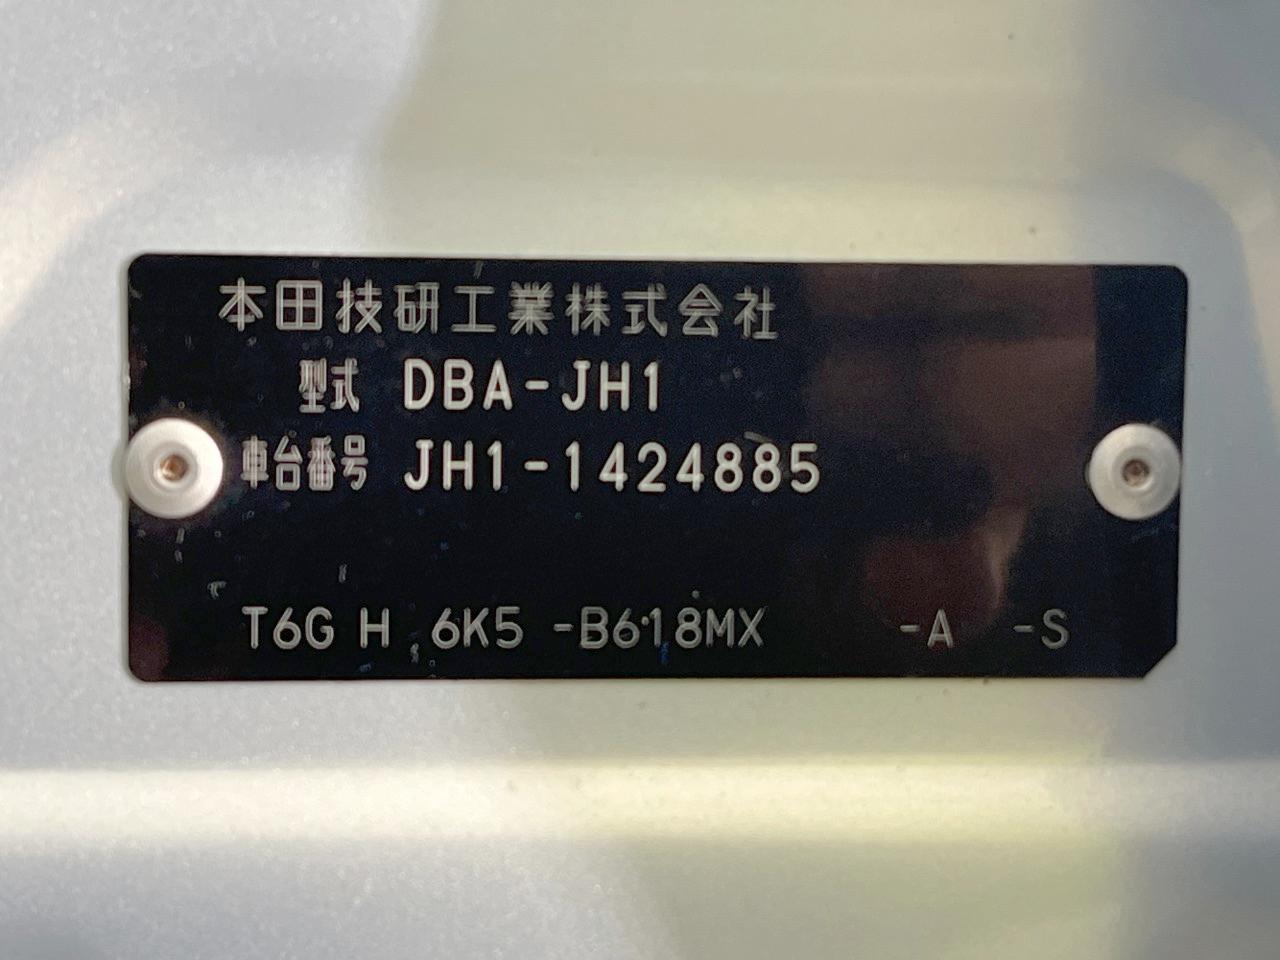 本田技研工業株式会社
型式 DBA-JH1
車台番号 JH1-1424885
T6G H 6K5 -B618MX -A -S